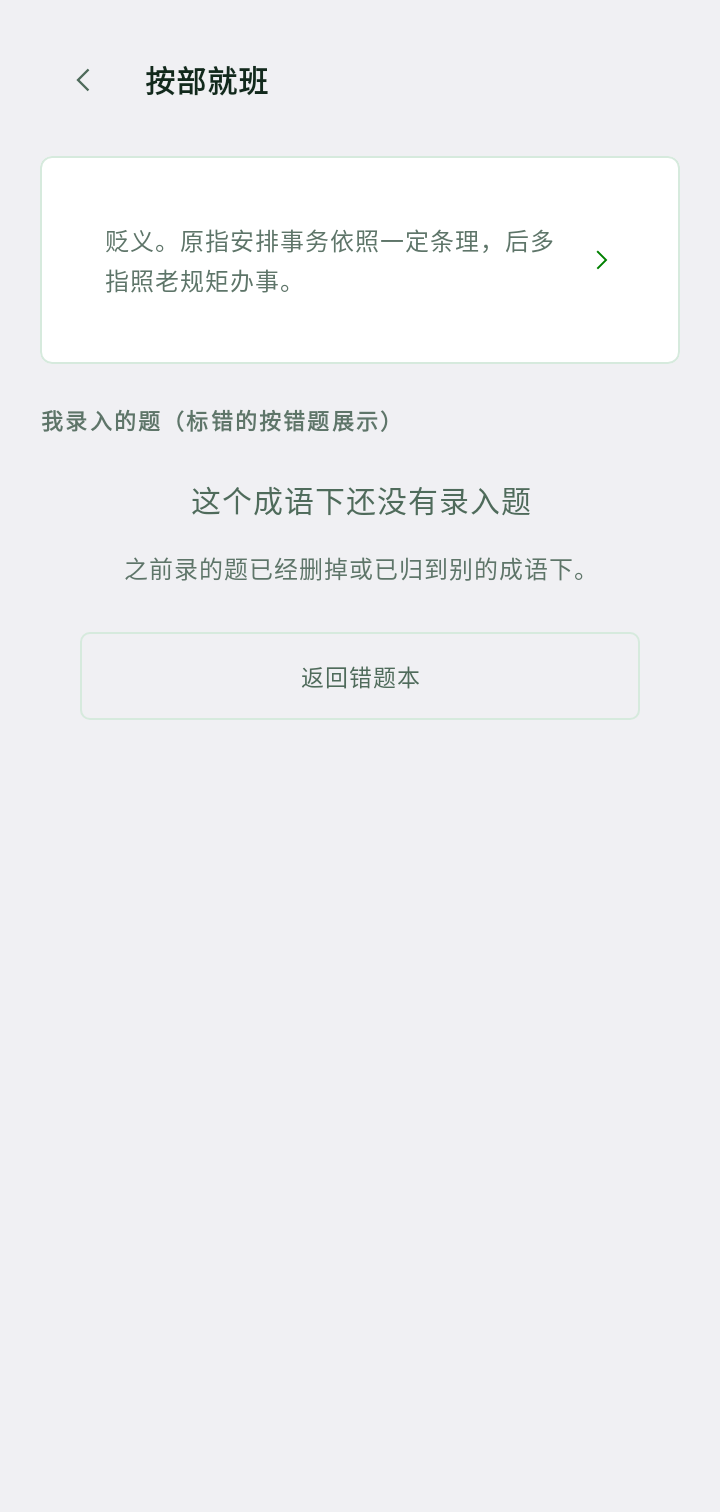 按部就班
贬义。原指安排事务依照一定条理，后多
指照老规矩办事。
我录入的题（标错的按错题展示）
这个成语下还没有录入题
之前录的题已经删掉或已归到别的成语下。
返回错题本